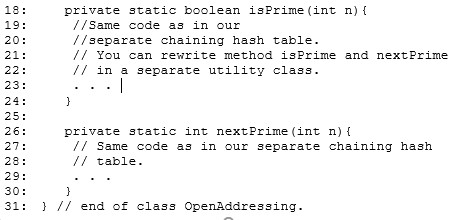 18:     private static boolean isPrime(int n){
19:      //Same code as in our
20:      //separate chaining hash table.
21:      // You can rewrite method isPrime and nextPrime
22:      // in a separate utility class.
23:      . . .
24:     }
25:
26:     private static int nextPrime(int n){
27:      // Same code as in our separate chaining hash
28:      // table.
29:      . . .
30:     }
31:  } // end of class OpenAddressing.